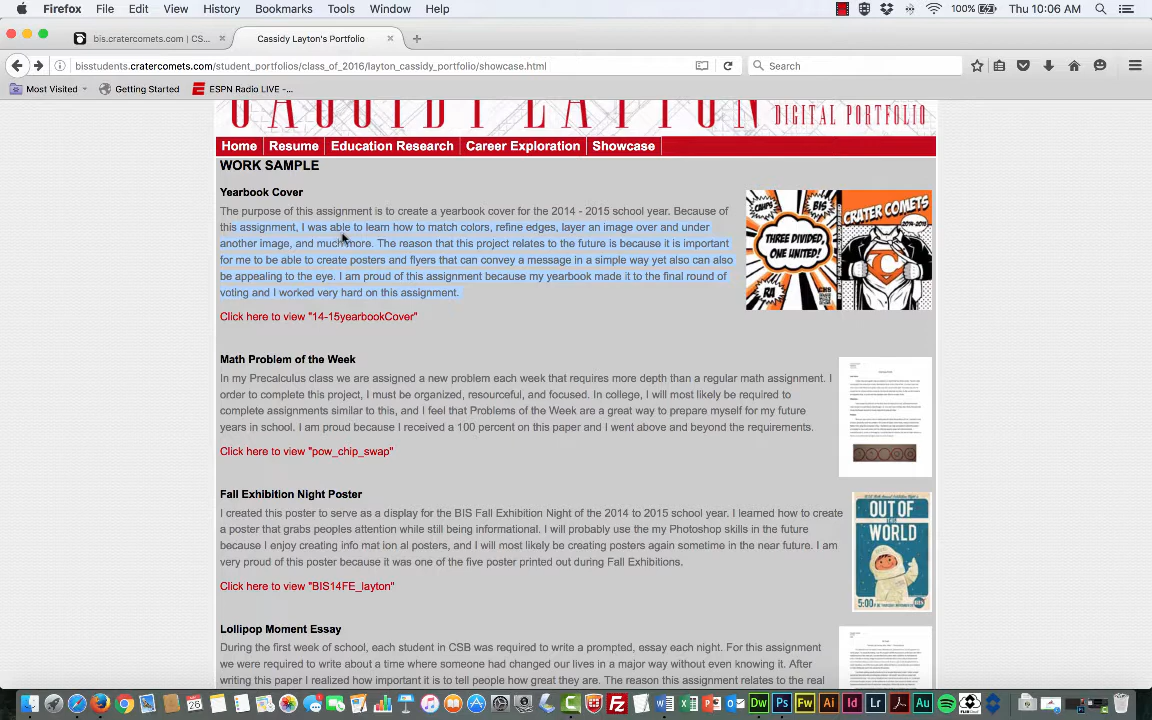 Firefox File Edit View History Bookmarks Tools Window Help 100% Thu 10:06 AM
bis.cratercomets.com | CS... Cassidy Layton's Portfolio
bisstudents.cratercomets.com/student_portfolios/class_of_2016/layton_cassidy_portfolio/showcase.html Search
Most Visited Getting Started ESPN Radio LIVE -...
CASSIDY LAYTON DIGITAL PORTFOLIO
Home Resume Education Research Career Exploration Showcase
WORK SAMPLE
Yearbook Cover
The purpose of this assignment is to create a yearbook cover for the 2014 - 2015 school year. Because of
this assignment, I was able to learn how to match colors, refine edges, layer an image over and under
another image, and much more. The reason that this project relates to the future is because it is important
for me to be able to create posters and flyers that can convey a message in a simple way yet also can also
be appealing to the eye. I am proud of this assignment because my yearbook made it to the final round of
voting and I worked very hard on this assignment.
Click here to view "14-15yearbookCover"
CAMPS BIS
THREE DIVIDED,
ONE UNITED!
RA CHS
CRATER COMETS
2014-2015
C
Math Problem of the Week
In my Precalculus class we are assigned a new problem each week that requires more depth than a regular math assignment. I
order to complete this project, I must be organized, resourceful, and focused. In college, I will most likely be required to
complete assignments similar to this, and I feel that Problems of the Week are a great way to prepare myself for my future
years in school. I am proud because I received a 100 percent on this paper and I went above and beyond the requirements.
Click here to view "pow_chip_swap"
Fall Exhibition Night Poster
I created this poster to serve as a display for the BIS Fall Exhibition Night of the 2014 to 2015 school year. I learned how to create
a poster that grabs peoples attention while still being informational. I will probably use the my Photoshop skills in the future
because I enjoy creating info mat ion al posters, and I will most likely be creating posters again sometime in the near future. I am
very proud of this poster because it was one of the five poster printed out during Fall Exhibitions.
Click here to view "BIS14FE_layton"
OUT OF
WORLD
5:00
Lollipop Moment Essay
During the first week of school, each student in CSB was required to write a prompted, essay each night. For this assignment
we were required to write about a time where someone had changed our lives in a major way without even knowing it. After
writing this paper I realized how important it is to tell people how great they are. The skill in this assignment relates to the real
26 Dw Ps Fw Ai Id Lr Au